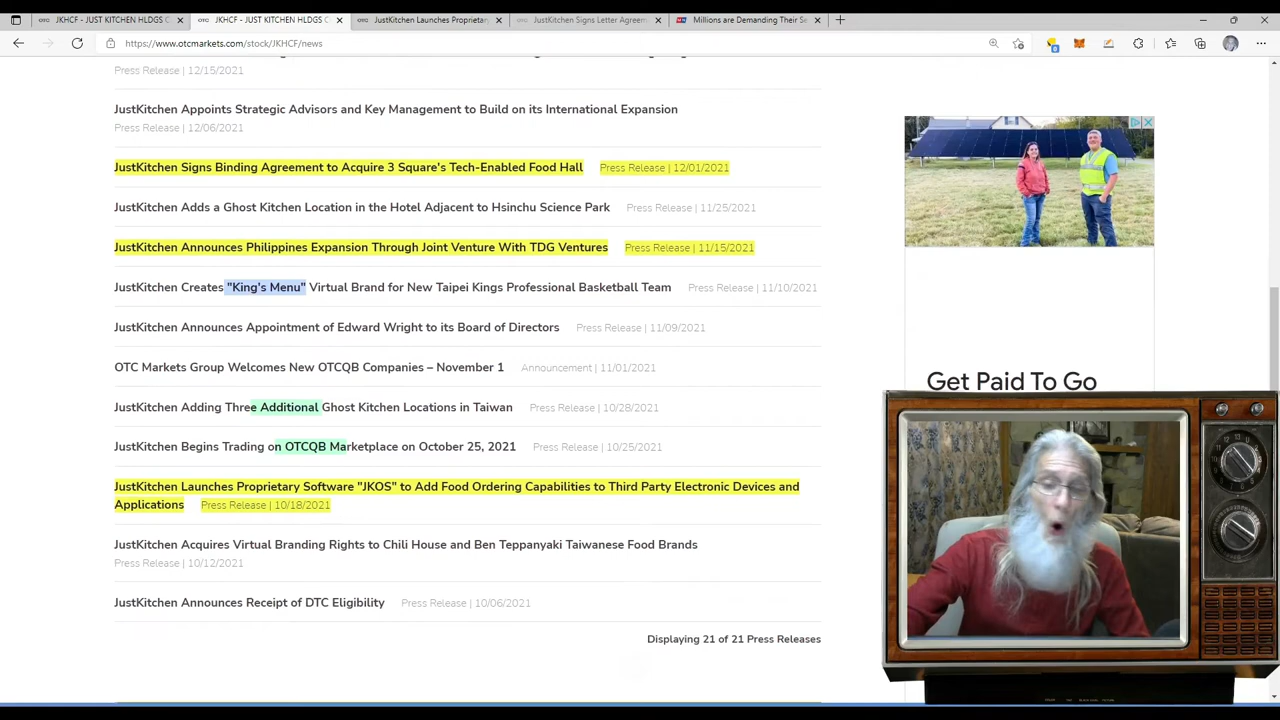 JKHCF - JUST KITCHEN HLDGS C
JKHCF - JUST KITCHEN HLDGS C
JustKitchen Launches Proprietar
JustKitchen Signs Letter Agreem
Millions are Demanding Their Se
https://www.otcmarkets.com/stock/JKHCF/news
Press Release | 12/15/2021
JustKitchen Appoints Strategic Advisors and Key Management to Build on its International Expansion
Press Release | 12/06/2021
JustKitchen Signs Binding Agreement to Acquire 3 Square's Tech-Enabled Food Hall Press Release | 12/01/2021
JustKitchen Adds a Ghost Kitchen Location in the Hotel Adjacent to Hsinchu Science Park Press Release | 11/25/2021
JustKitchen Announces Philippines Expansion Through Joint Venture With TDG Ventures Press Release | 11/15/2021
JustKitchen Creates "King's Menu" Virtual Brand for New Taipei Kings Professional Basketball Team Press Release | 11/10/2021
JustKitchen Announces Appointment of Edward Wright to its Board of Directors Press Release | 11/09/2021
OTC Markets Group Welcomes New OTCQB Companies – November 1 Announcement | 11/01/2021
JustKitchen Adding Three Additional Ghost Kitchen Locations in Taiwan Press Release | 10/28/2021
JustKitchen Begins Trading on OTCQB Marketplace on October 25, 2021 Press Release | 10/25/2021
JustKitchen Launches Proprietary Software "JKOS" to Add Food Ordering Capabilities to Third Party Electronic Devices and
Applications Press Release | 10/18/2021
JustKitchen Acquires Virtual Branding Rights to Chili House and Ben Teppanyaki Taiwanese Food Brands
Press Release | 10/12/2021
JustKitchen Announces Receipt of DTC Eligibility Press Release | 10/06/2021
Displaying 21 of 21 Press Releases
Get Paid To Go